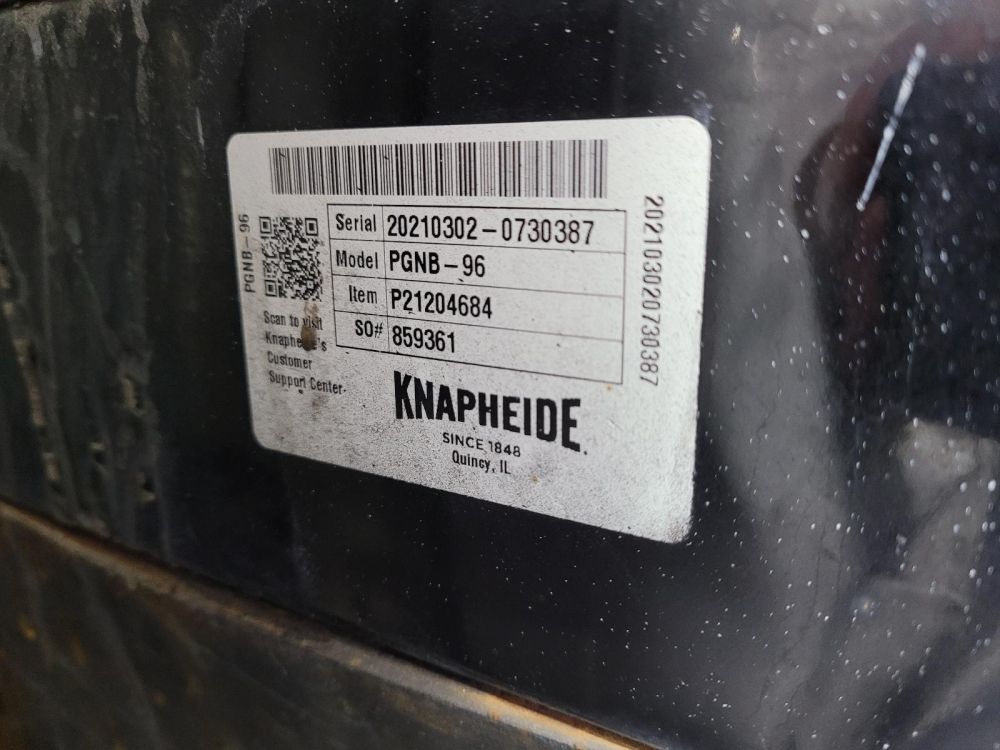 PGNB-96
Serial 20210302-0730387
Model PGNB-96
Item P21204684
SO# 859361
Scan to visit
Knapheide's
Customer
Support Center.
KNAPHEIDE
SINCE 1848
Quincy, IL
202103020730387